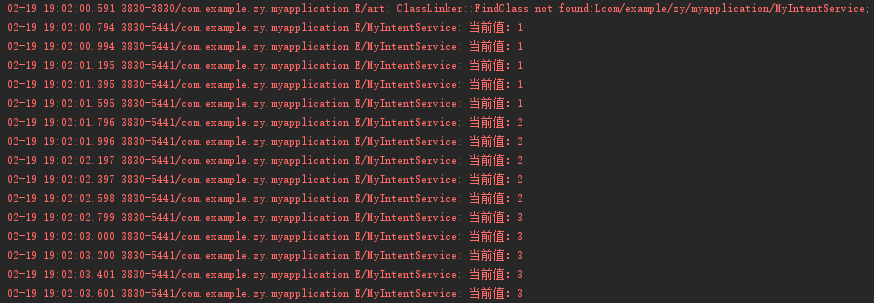 02-19 19:02:00.591 3830-3830/com.example.zy.myapplication E/art: ClassLinker::FindClass not found:Lcom/example/zy/myapplication/MyIntentService;
02-19 19:02:00.794 3830-5441/com.example.zy.myapplication E/MyIntentService: 当前值: 1
02-19 19:02:00.994 3830-5441/com.example.zy.myapplication E/MyIntentService: 当前值: 1
02-19 19:02:01.195 3830-5441/com.example.zy.myapplication E/MyIntentService: 当前值: 1
02-19 19:02:01.395 3830-5441/com.example.zy.myapplication E/MyIntentService: 当前值: 1
02-19 19:02:01.595 3830-5441/com.example.zy.myapplication E/MyIntentService: 当前值: 1
02-19 19:02:01.796 3830-5441/com.example.zy.myapplication E/MyIntentService: 当前值: 2
02-19 19:02:01.996 3830-5441/com.example.zy.myapplication E/MyIntentService: 当前值: 2
02-19 19:02:02.197 3830-5441/com.example.zy.myapplication E/MyIntentService: 当前值: 2
02-19 19:02:02.397 3830-5441/com.example.zy.myapplication E/MyIntentService: 当前值: 2
02-19 19:02:02.598 3830-5441/com.example.zy.myapplication E/MyIntentService: 当前值: 2
02-19 19:02:02.799 3830-5441/com.example.zy.myapplication E/MyIntentService: 当前值: 3
02-19 19:02:03.000 3830-5441/com.example.zy.myapplication E/MyIntentService: 当前值: 3
02-19 19:02:03.200 3830-5441/com.example.zy.myapplication E/MyIntentService: 当前值: 3
02-19 19:02:03.401 3830-5441/com.example.zy.myapplication E/MyIntentService: 当前值: 3
02-19 19:02:03.601 3830-5441/com.example.zy.myapplication E/MyIntentService: 当前值: 3